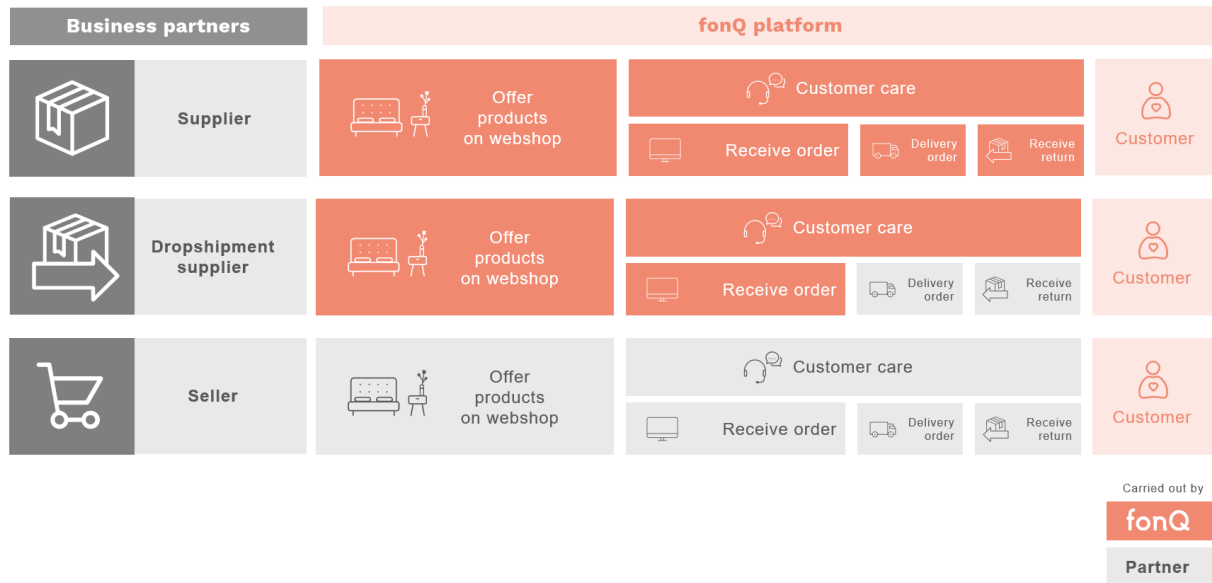 Business partners
fonQ platform
Supplier
Offer
products
on webshop
Customer care
Receive order
Delivery
order
Receive
return
Customer
Dropshipment
supplier
Offer
products
on webshop
Customer care
Receive order
Delivery
order
Receive
return
Customer
Seller
Offer
products
on webshop
Customer care
Receive order
Delivery
order
Receive
return
Customer
Carried out by
fonQ
Partner